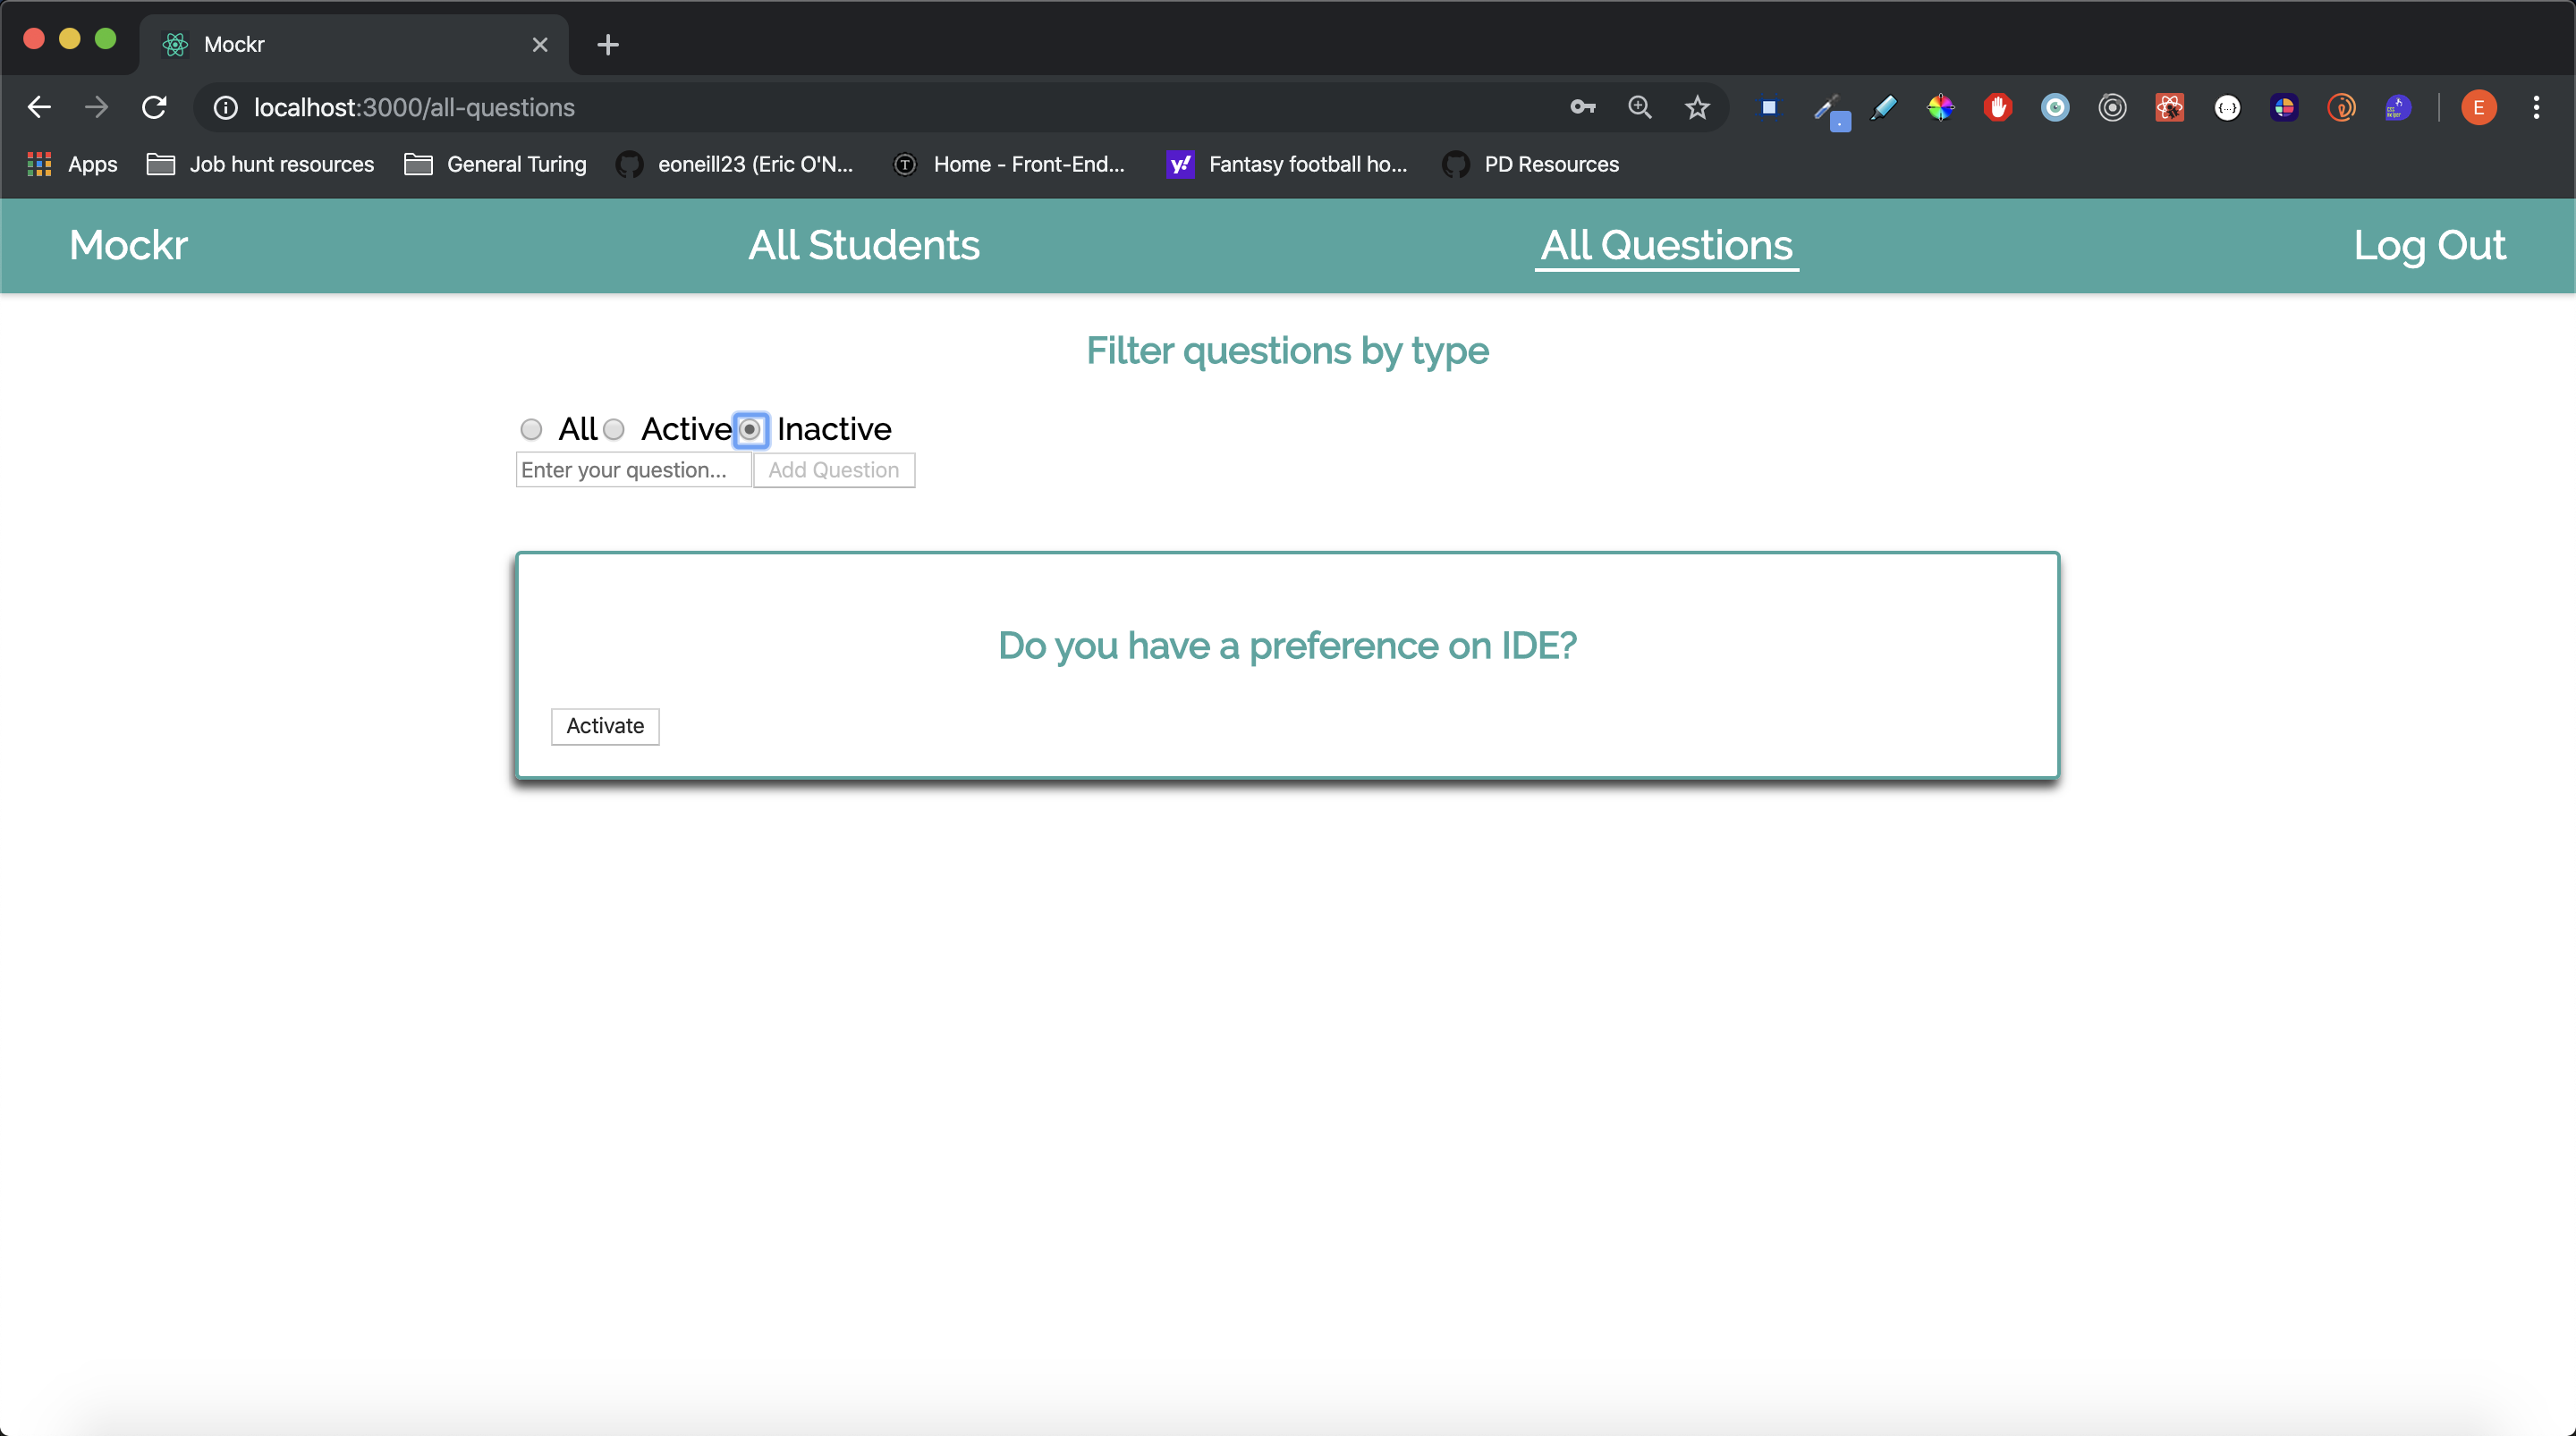 Mockr
localhost:3000/all-questions
Apps Job hunt resources General Turing eoneill23 (Eric O'N... Home - Front-End... Fantasy football ho... PD Resources
E
Mockr All Students All Questions Log Out
Filter questions by type
All Active Inactive
Enter your question... Add Question
Do you have a preference on IDE?
Activate